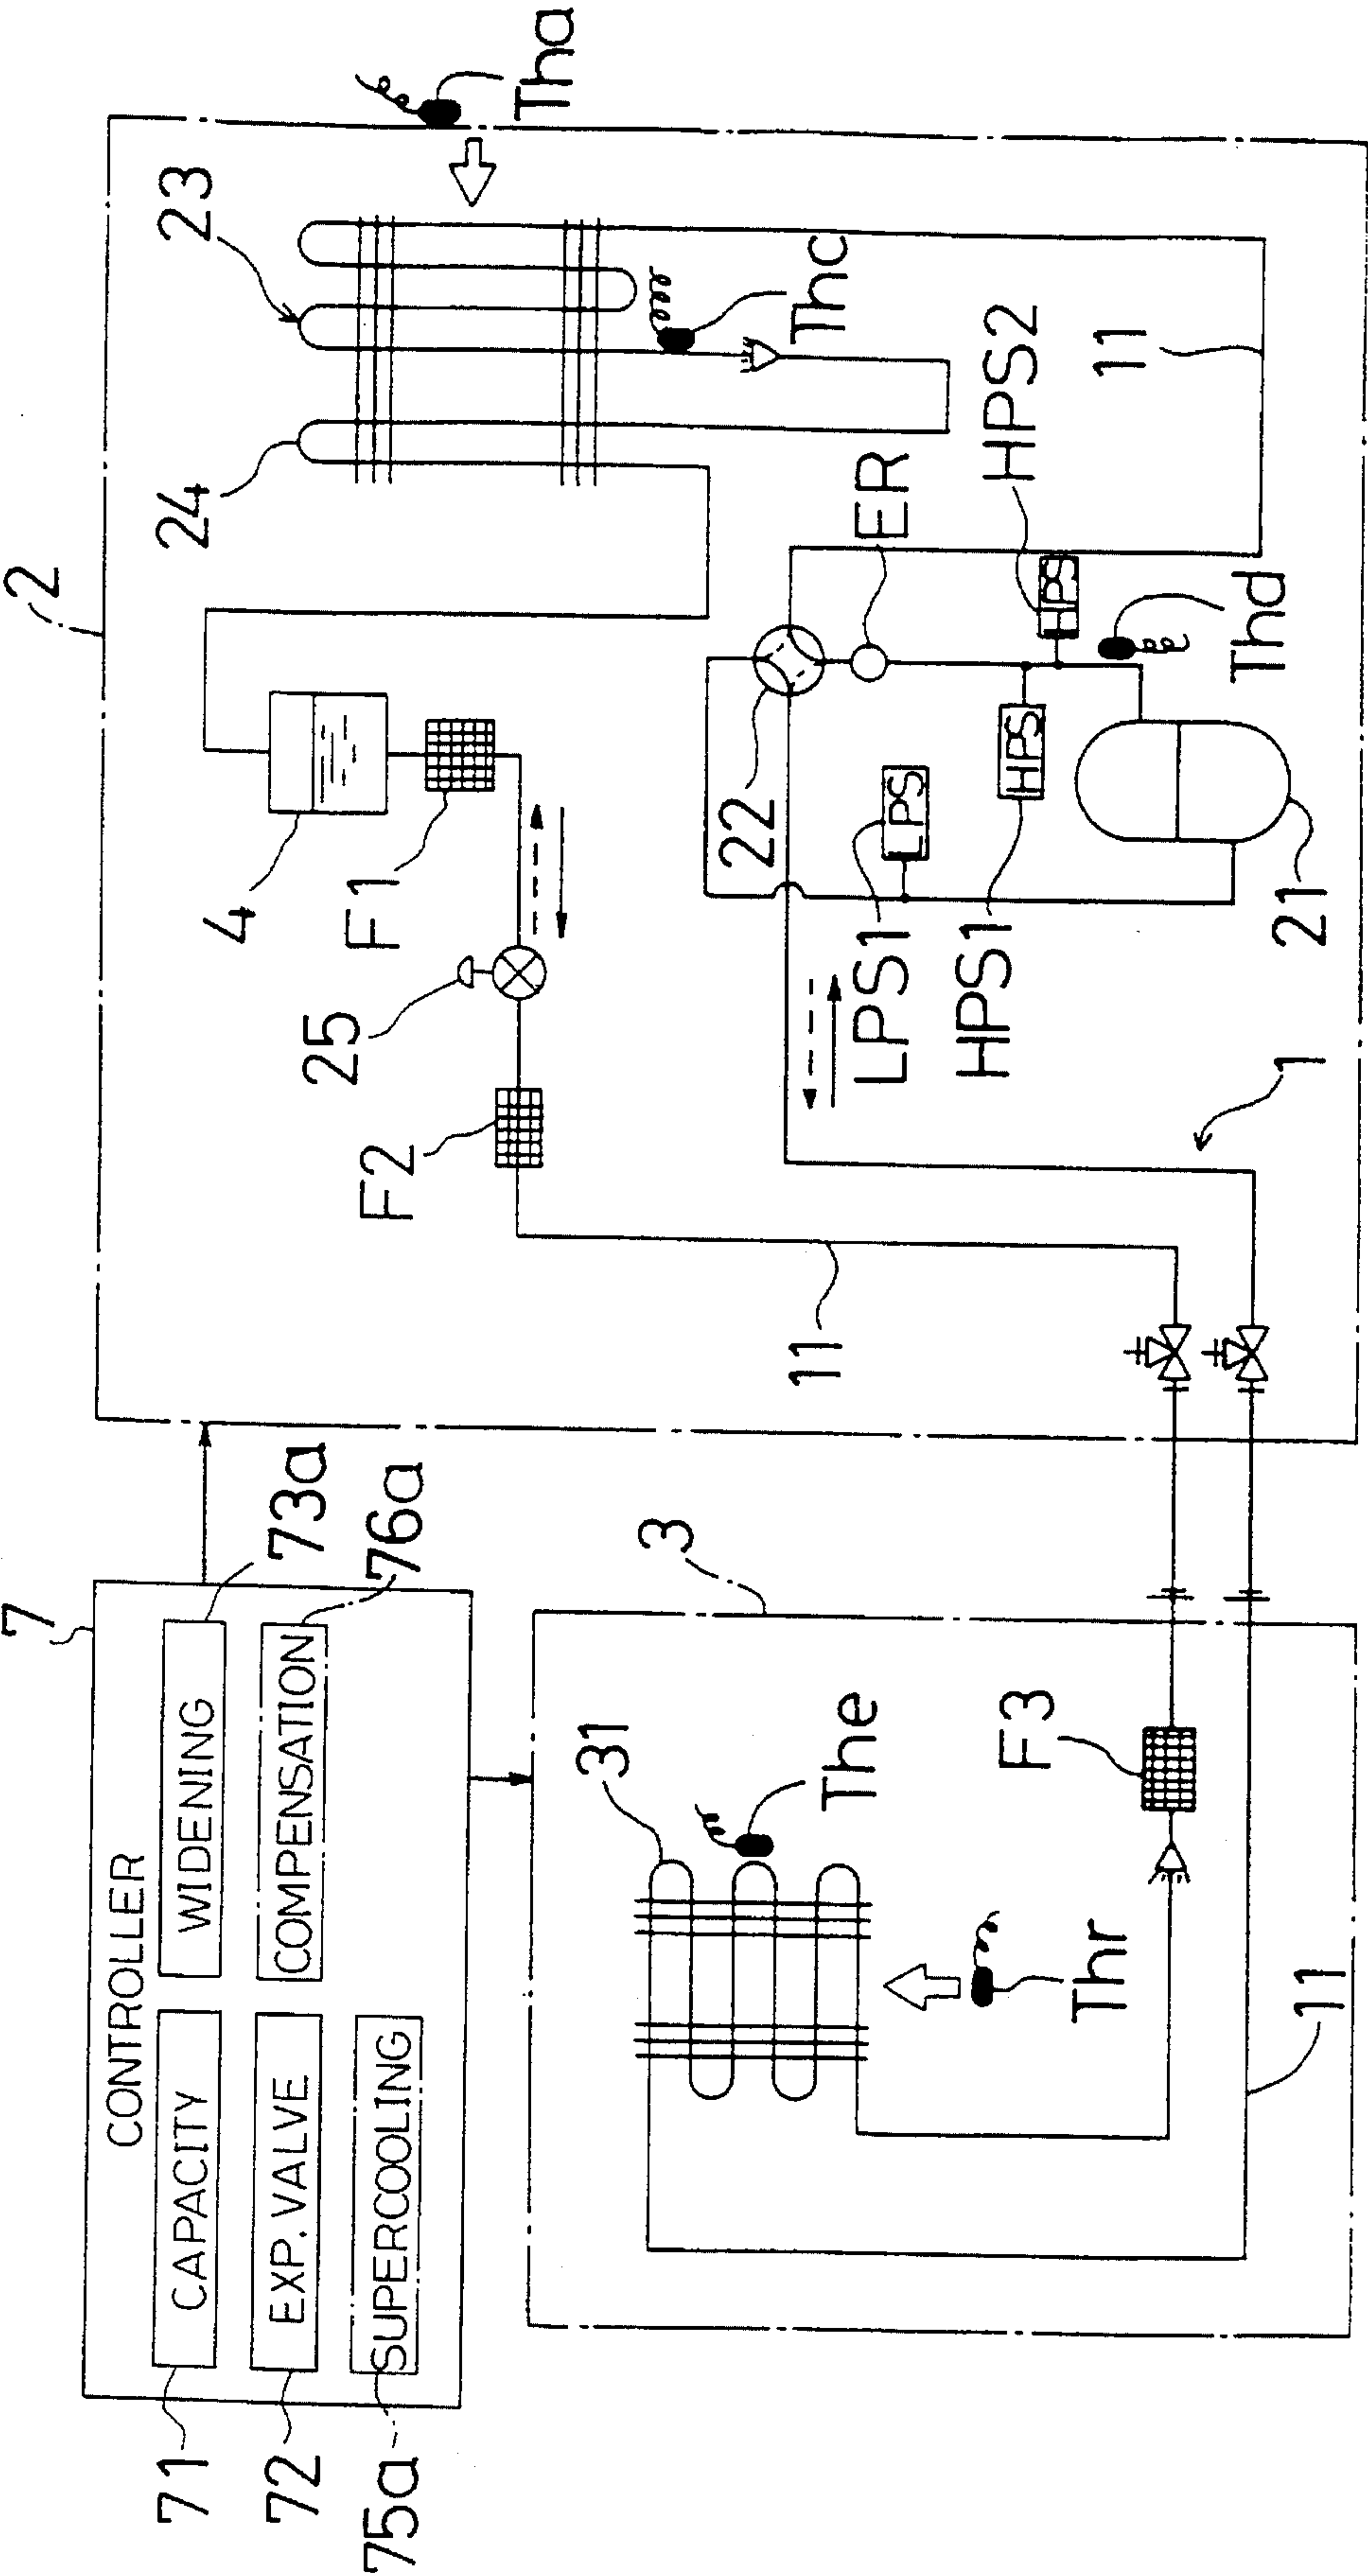 7
CONTROLLER
71
CAPACITY
WIDENING
73a
72
EXP. VALVE
COMPENSATION
76a
75a
SUPERCOOLING
3
31
The
Thr
F3
11
2
4
F1
25
F2
11
24
23
Tha
Thc
22
ER
HPS2
HPS
LPS1
LPS
HPS1
HPS
Thd
21
11
1